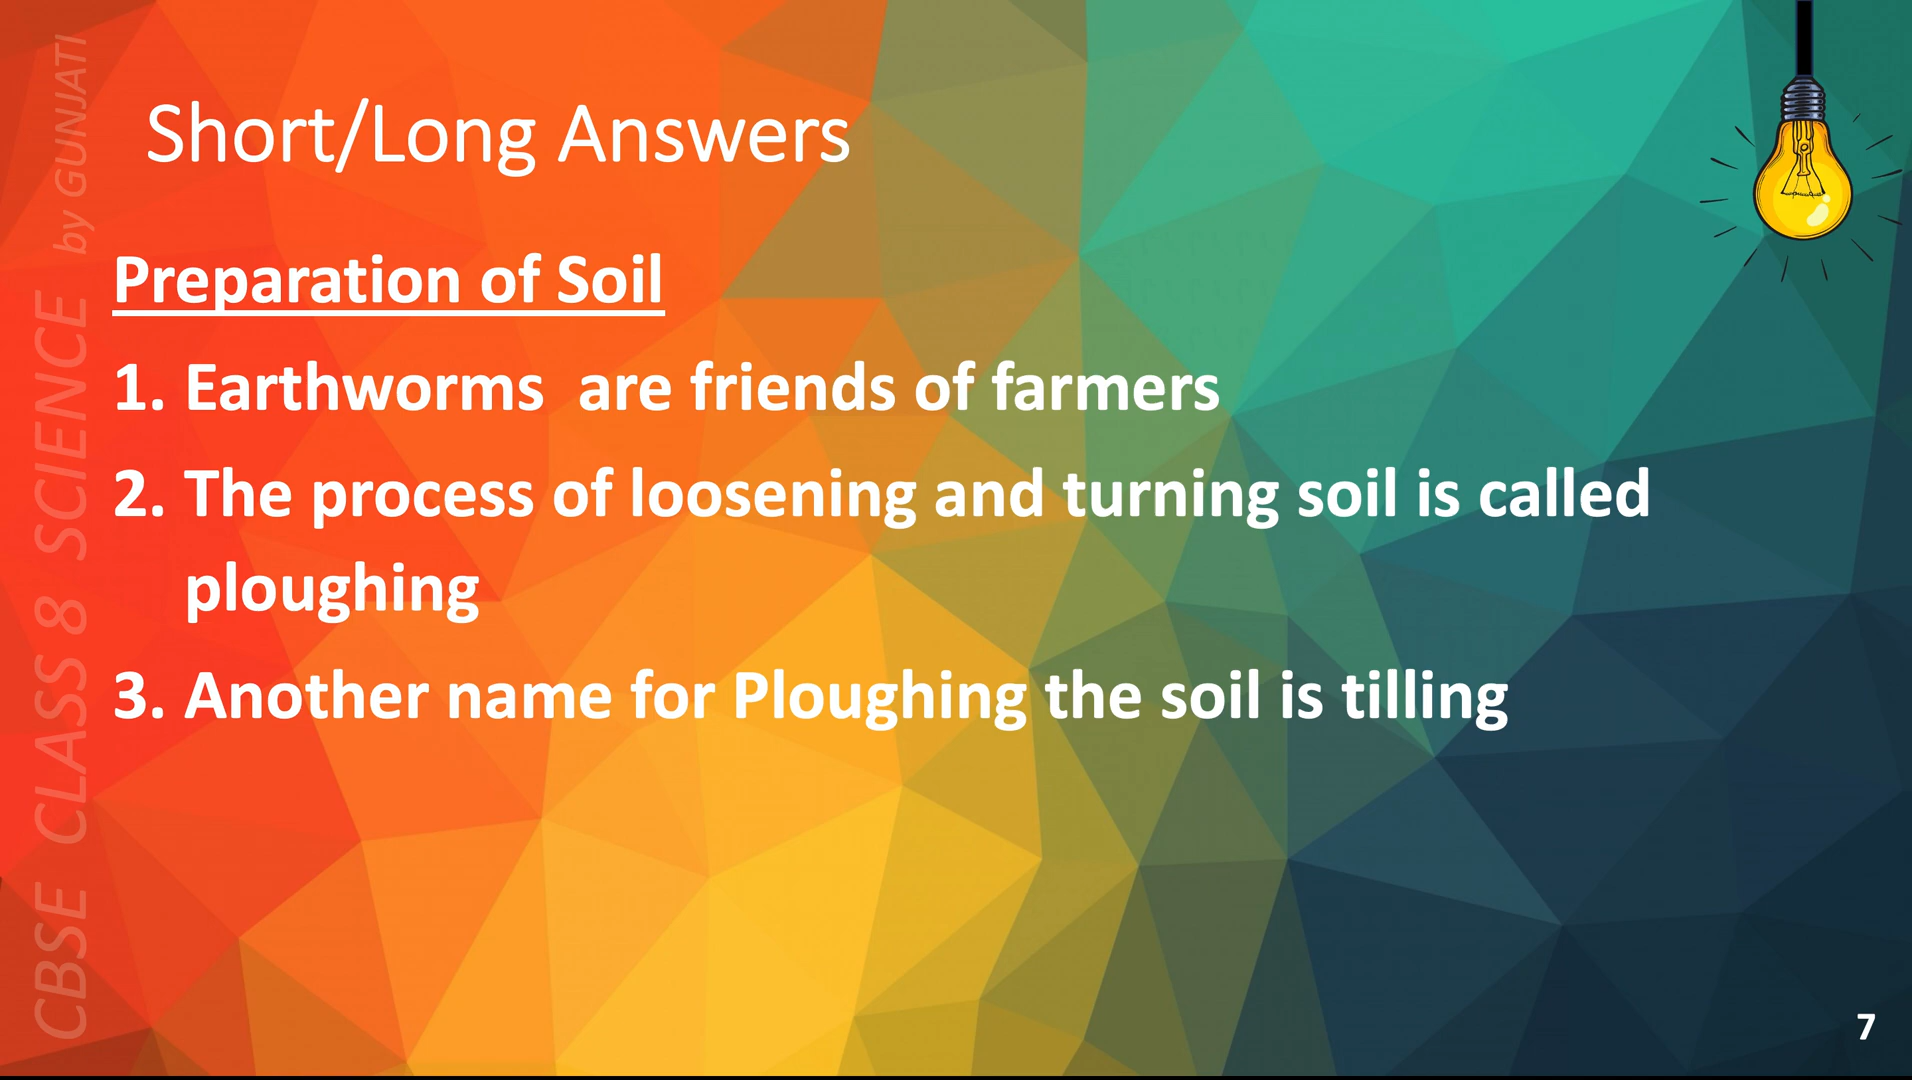 CBSE CLASS 8 SCIENCE by GUNJATI
Short/Long Answers
Preparation of Soil
1. Earthworms  are friends of farmers
2. The process of loosening and turning soil is called
ploughing
3. Another name for Ploughing the soil is tilling
7